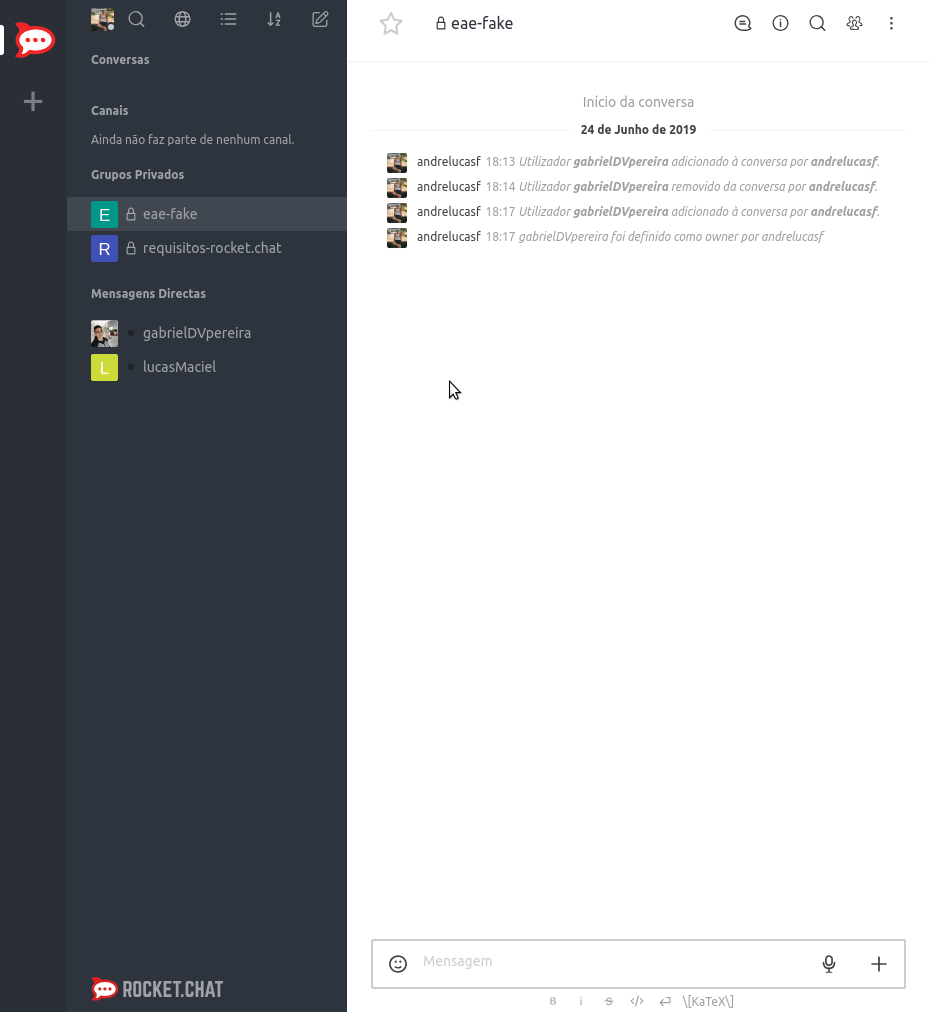 Conversas
Canais
Ainda não faz parte de nenhum canal.
Grupos Privados
E eae-fake
R requisitos-rocket.chat
Mensagens Directas
gabrielDVpereira
L lucasMaciel
ROCKET.CHAT
eae-fake
Início da conversa
24 de Junho de 2019
andrelucasf 18:13 Utilizador gabrielDVpereira adicionado à conversa por andrelucasf.
andrelucasf 18:14 Utilizador gabrielDVpereira removido da conversa por andrelucasf.
andrelucasf 18:17 Utilizador gabrielDVpereira adicionado à conversa por andrelucasf.
andrelucasf 18:17 gabrielDVpereira foi definido como owner por andrelucasf
Mensagem
B i S </> \[KaTeX\]